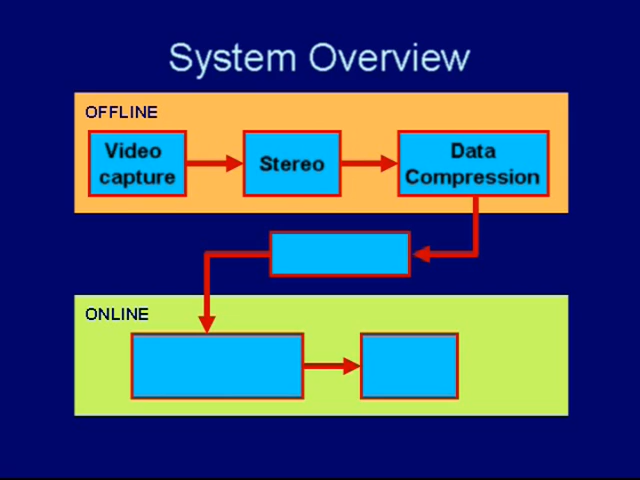 System Overview
OFFLINE
Video
capture
Stereo
Data
Compression
ONLINE